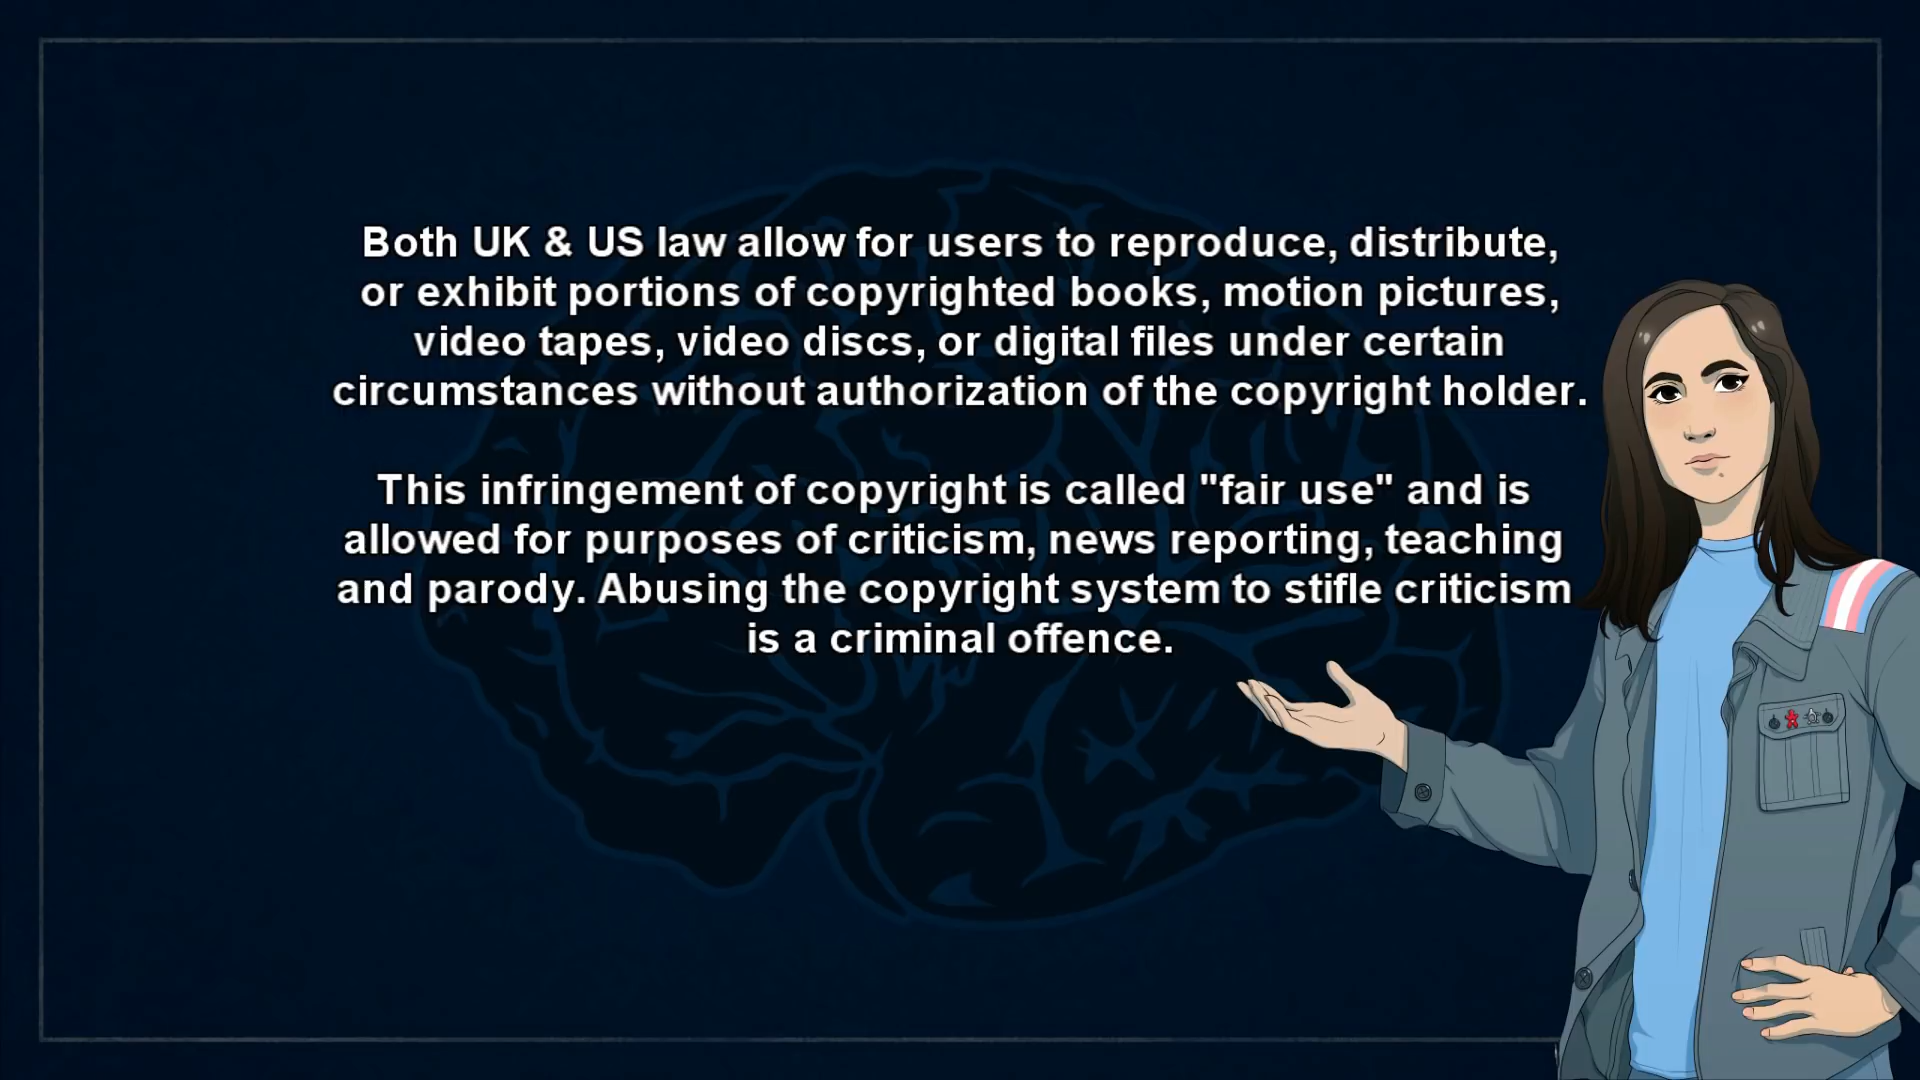 Both UK & US law allow for users to reproduce, distribute,
or exhibit portions of copyrighted books, motion pictures,
video tapes, video discs, or digital files under certain
circumstances without authorization of the copyright holder.
This infringement of copyright is called "fair use" and is
allowed for purposes of criticism, news reporting, teaching
and parody. Abusing the copyright system to stifle criticism
is a criminal offence.